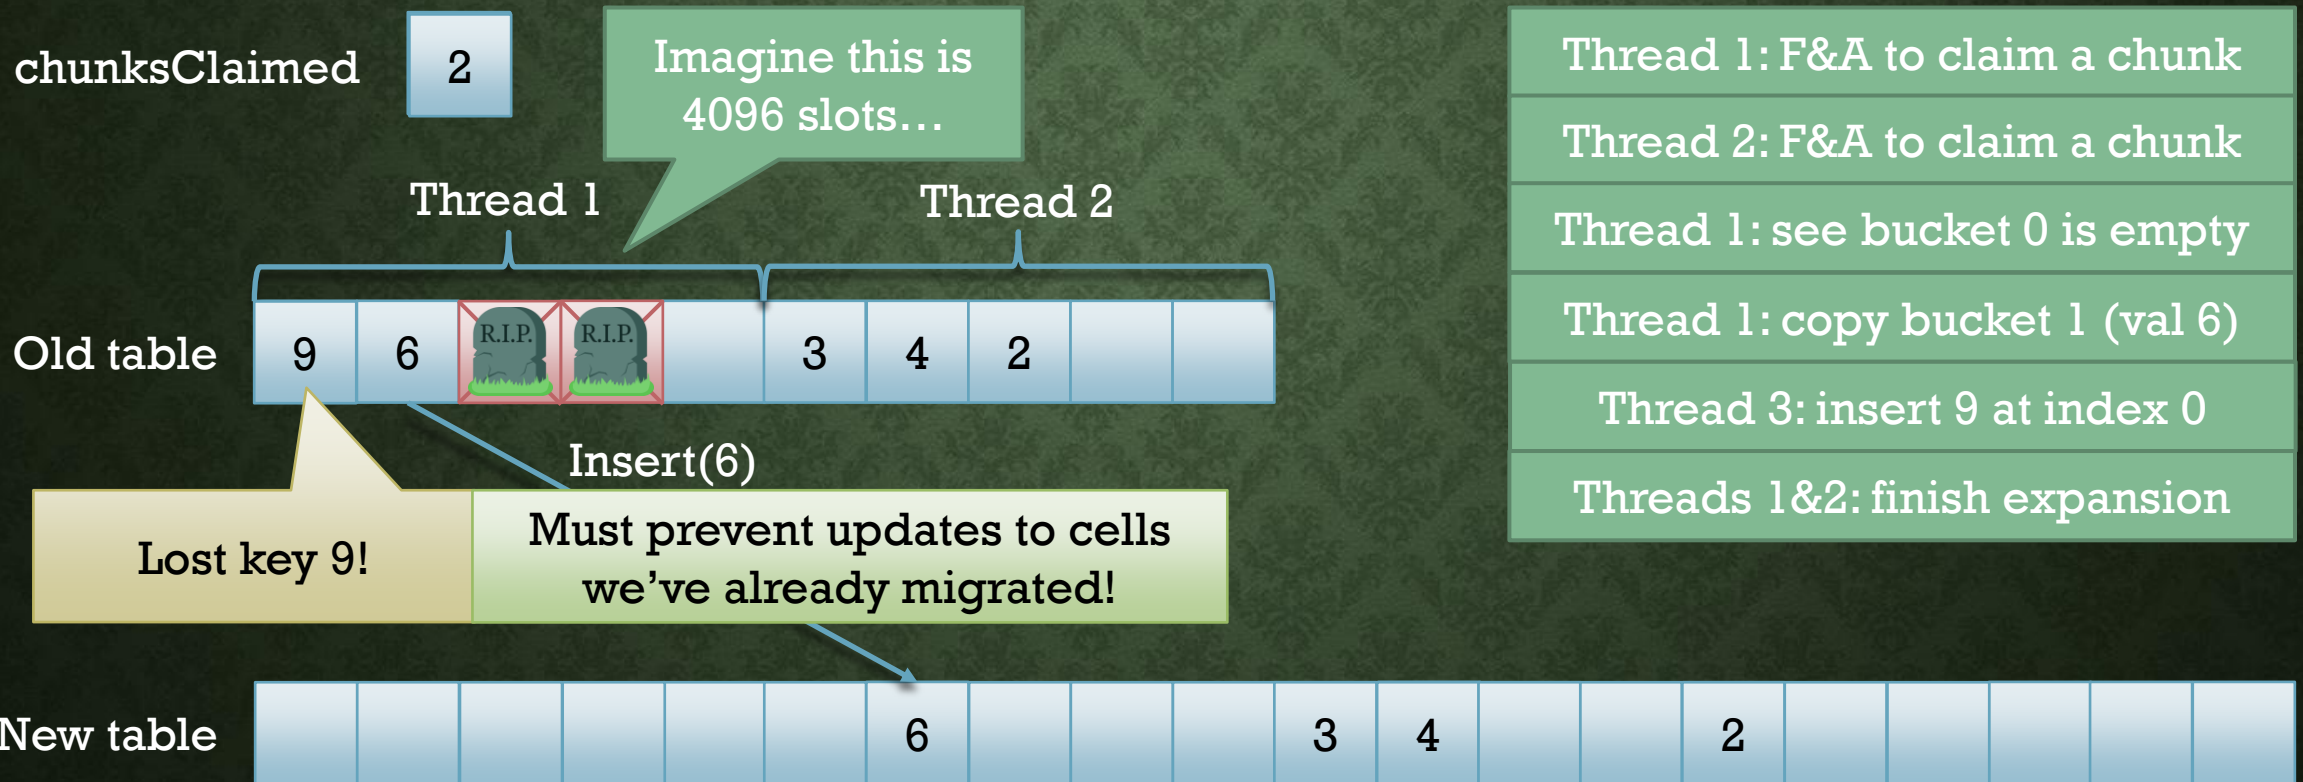 chunksClaimed
2
Imagine this is
4096 slots...
Thread 1
Thread 2
Old table
9
6
R.I.P.
R.I.P.
3
4
2
Insert(6)
Lost key 9!
Must prevent updates to cells
we've already migrated!
New table
6
3
4
2
Thread 1: F&A to claim a chunk
Thread 2: F&A to claim a chunk
Thread 1: see bucket 0 is empty
Thread 1: copy bucket 1 (val 6)
Thread 3: insert 9 at index 0
Threads 1&2: finish expansion